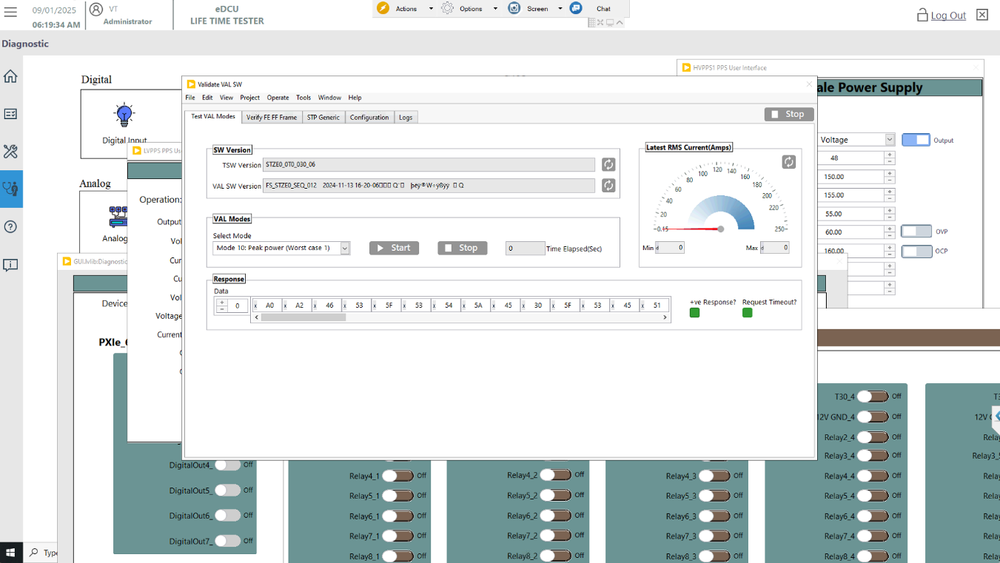 09/01/2025
06:19:34 AM
VT
Administrator
eDCU
LIFE TIME TESTER
Actions
Options
Screen
Chat
Log Out
Diagnostic
Digital
Digital Input
Analog
Analog
LVPPS PPS Us
Operation:
Output
Vol
Cur
Cu
Vol
Voltage
Current
GUI.lvlib:Diagnostic
Device
HVPPS1 PPS User Interface
ale Power Supply
Voltage
Output
48
150.00
155.00
55.00
60.00
OVP
160.00
OCP
Validate VAL SW
File Edit View Project Operate Tools Window Help
Test VAL Modes
Verify FE FF Frame
STP Generic
Configuration
Logs
Stop
SW Version
TSW Version
STZE0_0T0_030_06
VAL SW Version
FS_STZE0_SEQ_012 2024-11-13 16-20-06
VAL Modes
Select Mode
Mode 10: Peak power (Worst case 1)
Start
Stop
0
Time Elapsed(Sec)
Latest RMS Current(Amps)
0.15 20 40 60 80 100 120 140 160 180 200 220 250
Min d 0
Max d 0
Response
Data
0
x A0 x A2 x 46 x 53 x 5F x 53 x 54 x 5A x 45 x 30 x 5F x 53 x 45 x 51
+ve Response?
Request Timeout?
T30_4 Off
12V GND_4 Off
Relay2_4 Off
Relay3_4 Off
DigitalOut4_ Off
DigitalOut5_ Off
DigitalOut6_ Off
DigitalOut7_ Off
Relay4_1 Off
Relay5_1 Off
Relay6_1 Off
Relay7_1 Off
Relay8_1 Off
Relay4_2 Off
Relay5_2 Off
Relay6_2 Off
Relay7_2 Off
Relay8_2 Off
Relay4_3 Off
Relay5_3 Off
Relay6_3 Off
Relay7_3 Off
Relay8_3 Off
Relay4_4 Off
Relay5_4 Off
Relay6_4 Off
Relay7_4 Off
Relay8_4 Off
T3
12V
Relay
Relay3_5
Relay
Relay
Relay
Relay
Relay
Type